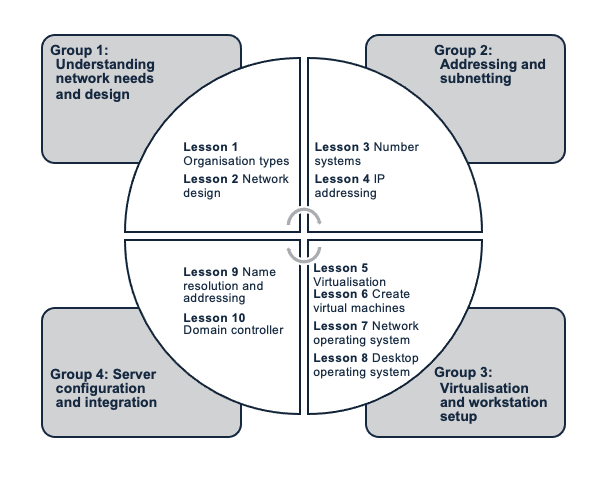 Group 1:
Understanding
network needs
and design
Group 2:
Addressing and
subnetting
Lesson 1
Organisation types
Lesson 2 Network
design
Lesson 3 Number
systems
Lesson 4 IP
addressing
Lesson 9 Name
resolution and
addressing
Lesson 10
Domain controller
Lesson 5
Virtualisation
Lesson 6 Create
virtual machines
Lesson 7 Network
operating system
Lesson 8 Desktop
operating system
Group 4: Server
configuration
and integration
Group 3:
Virtualisation
and workstation
setup